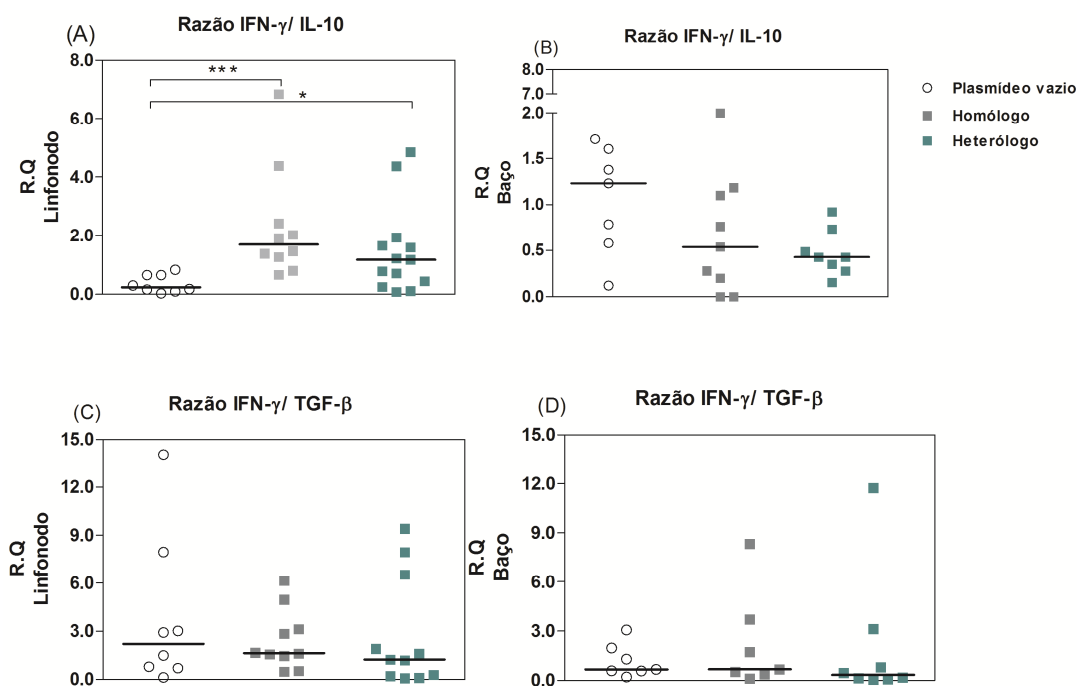 (A)
Razão IFN-γ/ IL-10
8.0
6.0
4.0
2.0
0.0
R.Q
Linfonodo
***
*
(B)
Razão IFN-γ/ IL-10
8.0
7.0
2.0
1.5
1.0
0.5
0.0
R.Q
Baço
Plasmídeo vazio
Homólogo
Heterólogo
(C)
Razão IFN-γ/ TGF-β
15.0
12.0
9.0
6.0
3.0
0.0
R.Q
Linfonodo
(D)
Razão IFN-γ/ TGF-β
15.0
12.0
9.0
6.0
3.0
0.0
R.Q
Baço